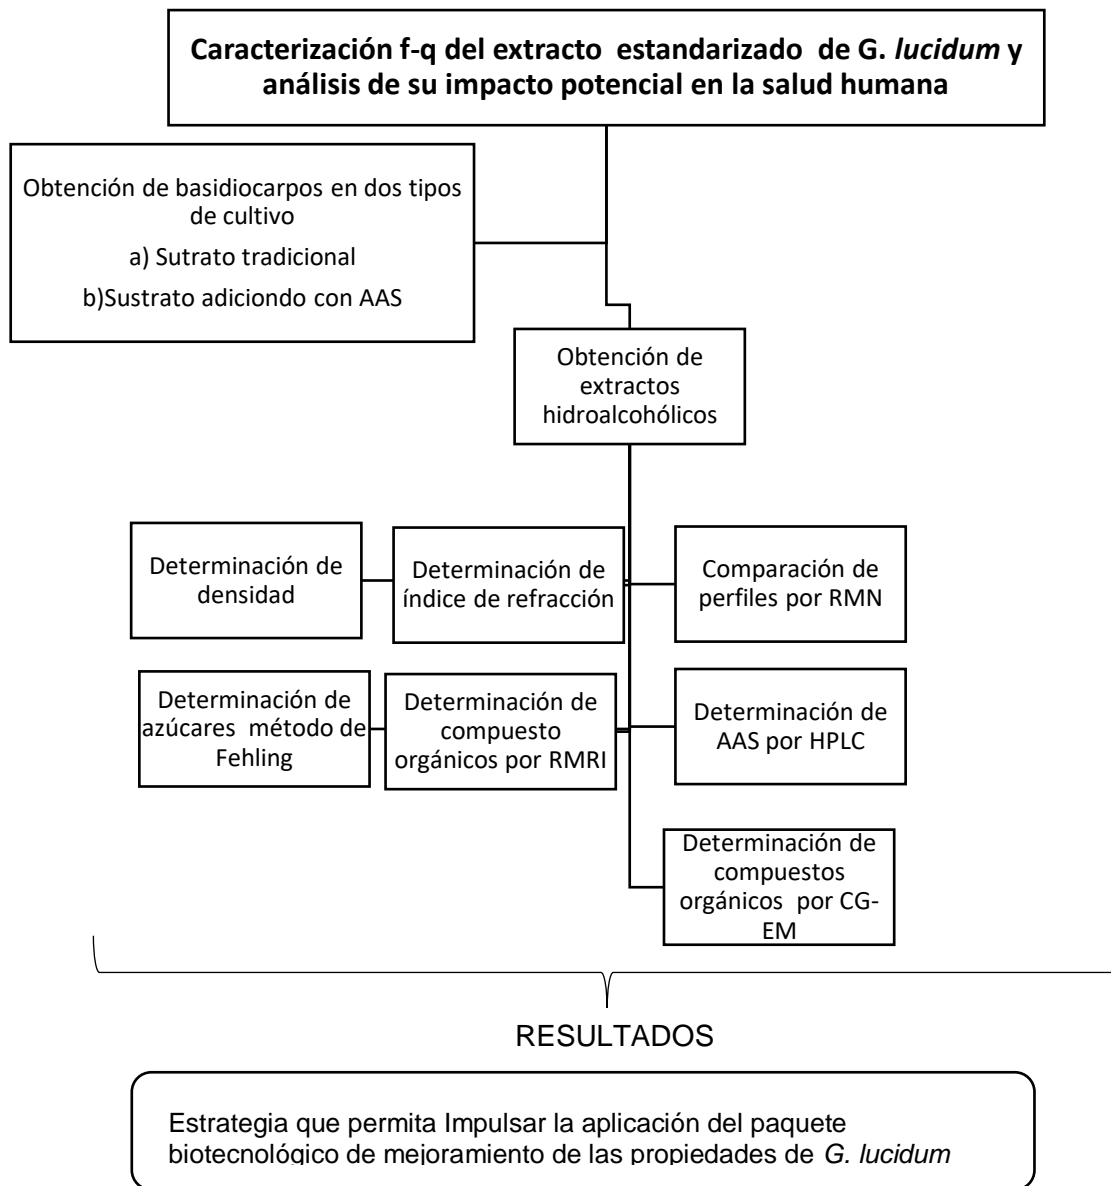 Caracterización f-q del extracto estandarizado de G. lucidum y
análisis de su impacto potencial en la salud humana
Obtención de basidiocarpos en dos tipos
de cultivo
a) Sutrato tradicional
b)Sustrato adiciondo con AAS
Obtención de
extractos
hidroalcohólicos
Determinación de
densidad
Determinación de
índice de refracción
Comparación de
perfiles por RMN
Determinación de
azúcares método de
Fehling
Determinación de
compuesto
orgánicos por RMRI
Determinación de
AAS por HPLC
Determinación de
compuestos
orgánicos por CG-
EM
RESULTADOS
Estrategia que permita Impulsar la aplicación del paquete
biotecnológico de mejoramiento de las propiedades de G. lucidum